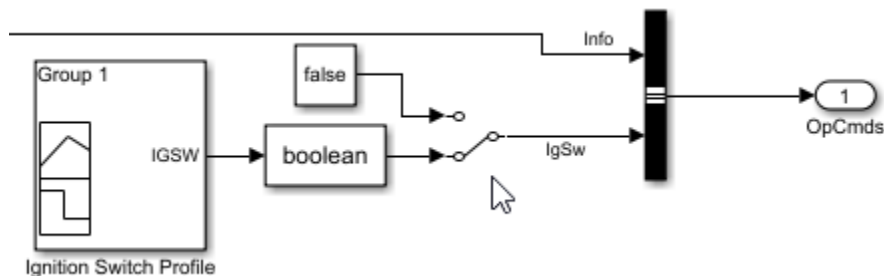 Info
Group 1
false
1
OpCmds
IGSW
boolean
IgSw
Ignition Switch Profile